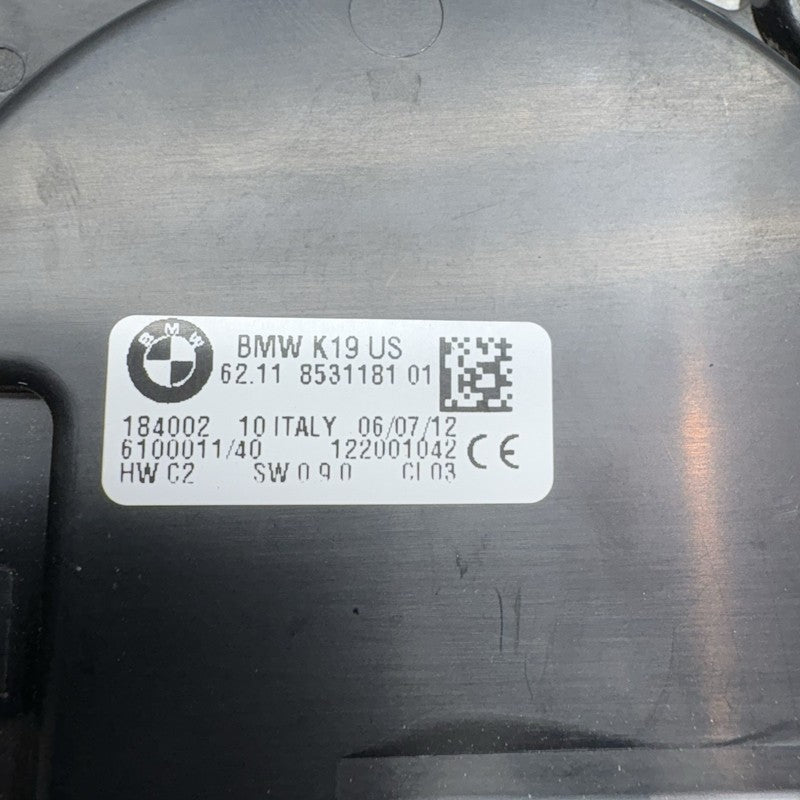 BMW
BMW K19 US
62.11 8531181 01
184002 10 ITALY 06/07/12
6100011/40 122001042 CE
HW C2 SW 0 9 0 CI 03